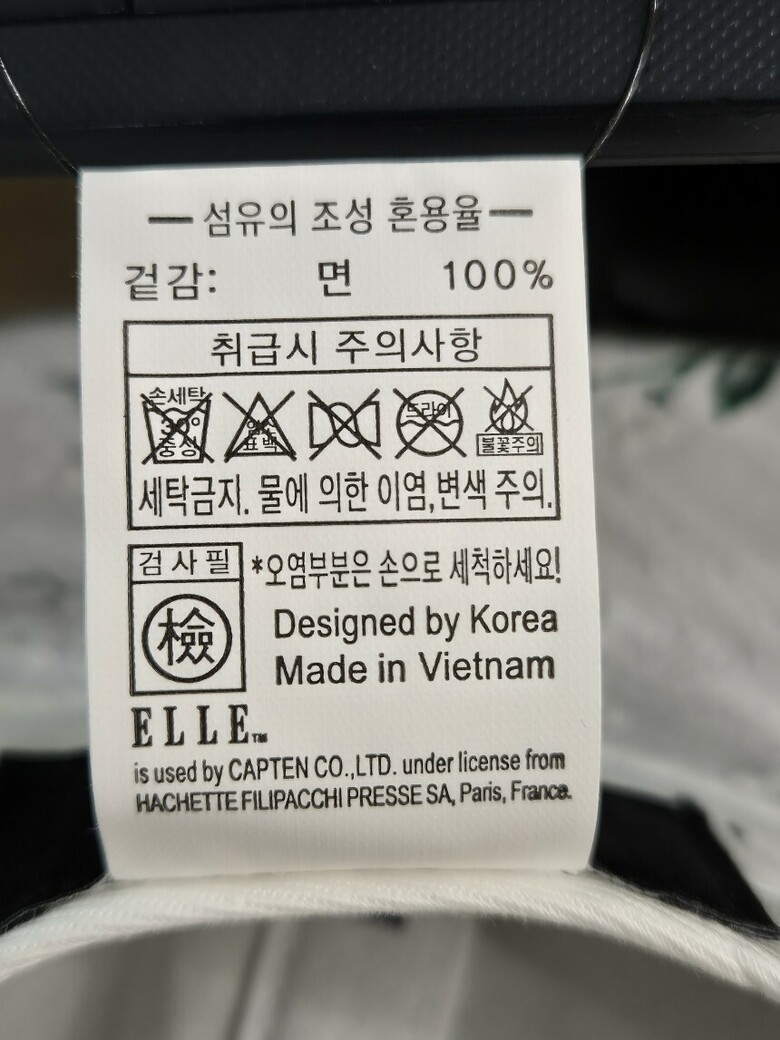 섬유의 조성 혼용율
겉감: 면 100%
취급시 주의사항
손세탁
30°
중성
염소
표백
드라이
불꽃주의
세탁금지. 물에 의한 이염,변색 주의.
검사필
檢
*오염부분은 손으로 세척하세요!
Designed by Korea
Made in Vietnam
ELLE™
is used by CAPTEN CO.,LTD. under license from
HACHETTE FILIPACCHI PRESSE SA, Paris, France.